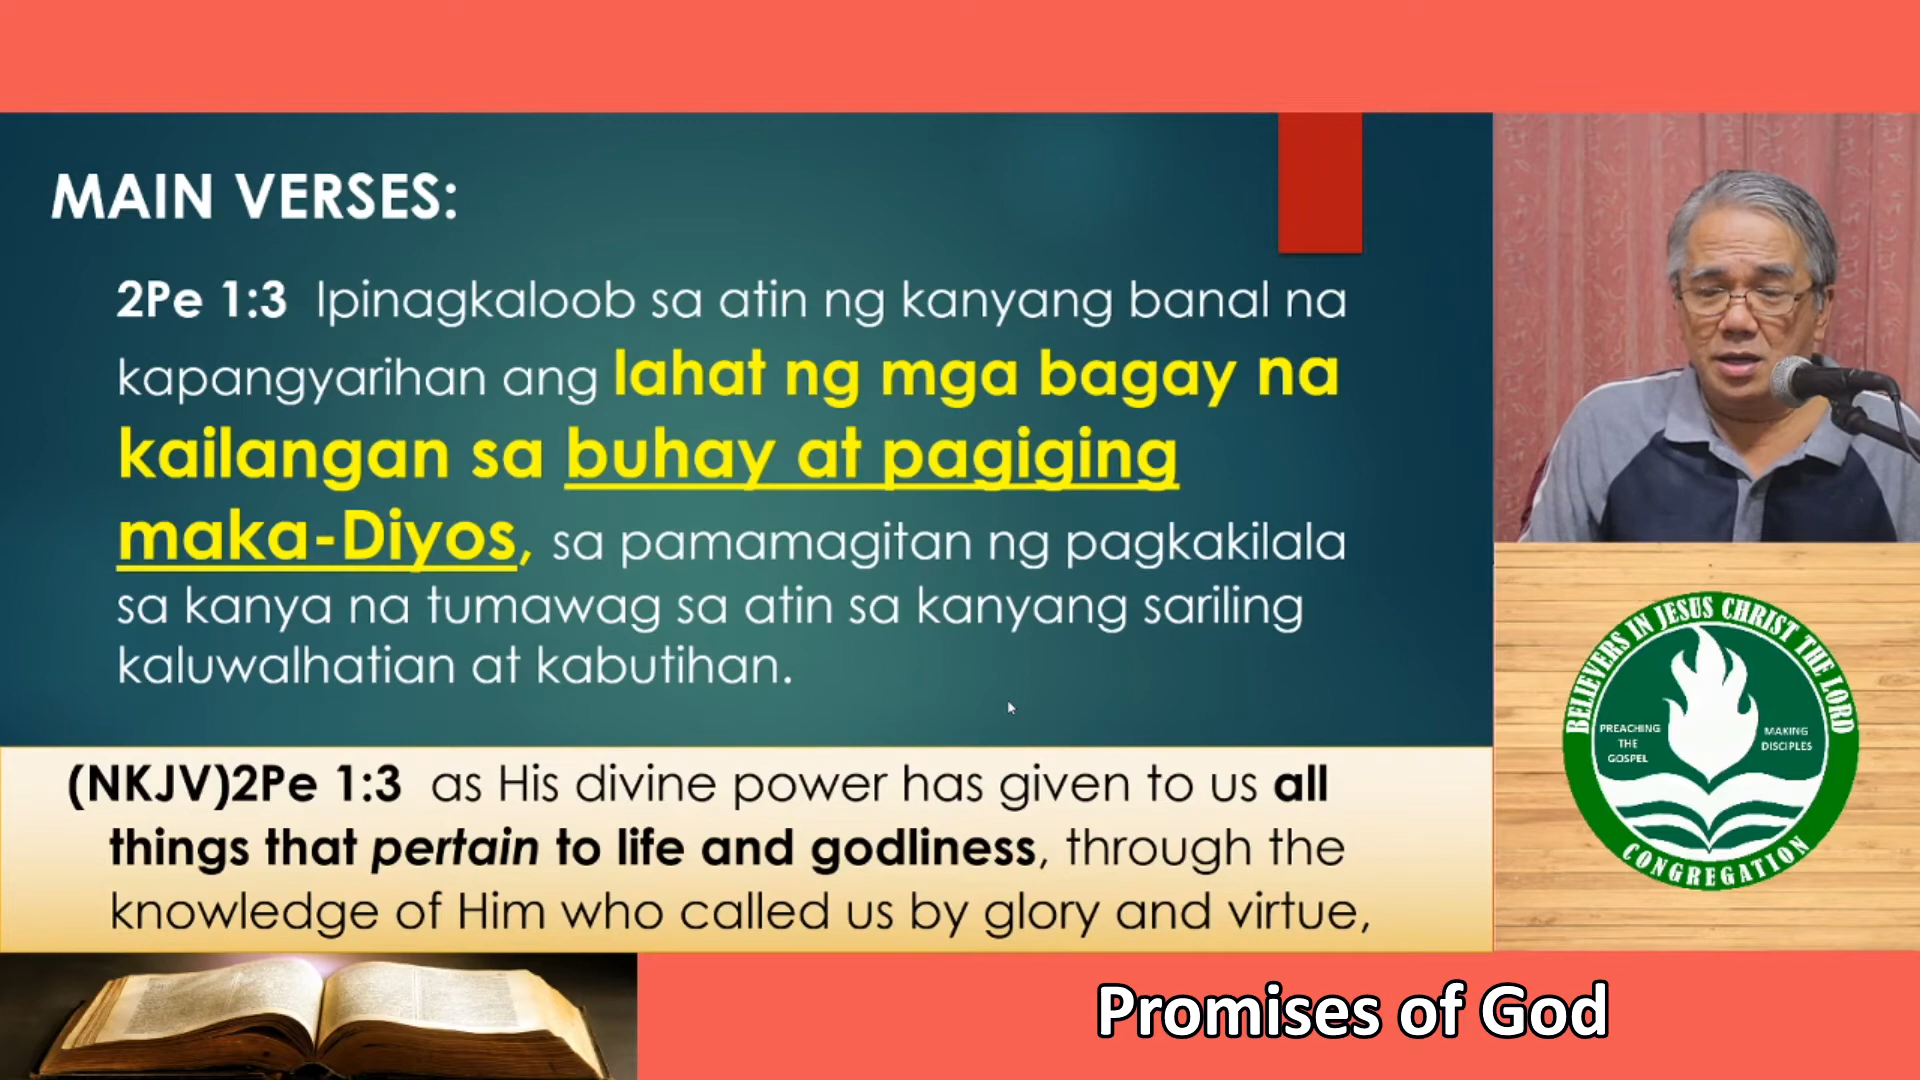 MAIN VERSES:
2Pe 1:3 Ipinagkaloob sa atin ng kanyang banal na
kapangyarihan ang lahat ng mga bagay na
kailangan sa buhay at pagiging
maka-Diyos, sa pamamagitan ng pagkakilala
sa kanya na tumawag sa atin sa kanyang sariling
kaluwalhatian at kabutihan.
(NKJV)2Pe 1:3 as His divine power has given to us all
things that pertain to life and godliness, through the
knowledge of Him who called us by glory and virtue,
BELIEVERS IN JESUS CHRIST THE LORD
PREACHING
THE
GOSPEL
MAKING
DISCIPLES
CONGREGATION
Promises of God